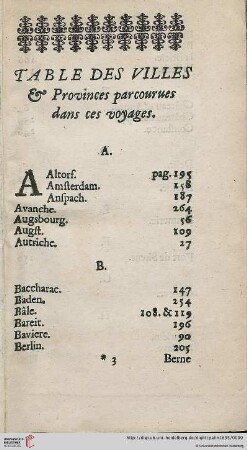 TABLE DES VILLES
& Provinces parcourues
dans ces voyages.
A.
Altorf. pag. 195
Amsterdam. 158
Anspach. 187
Avanche. 264
Augsbourg. 56
Augst. 109
Autriche. 17
B.
Baccharac. 147
Baden. 254
Bâle. 108. & 119
Bareit. 196
Baviere. 90
Berlin. 205
* 3 Berne